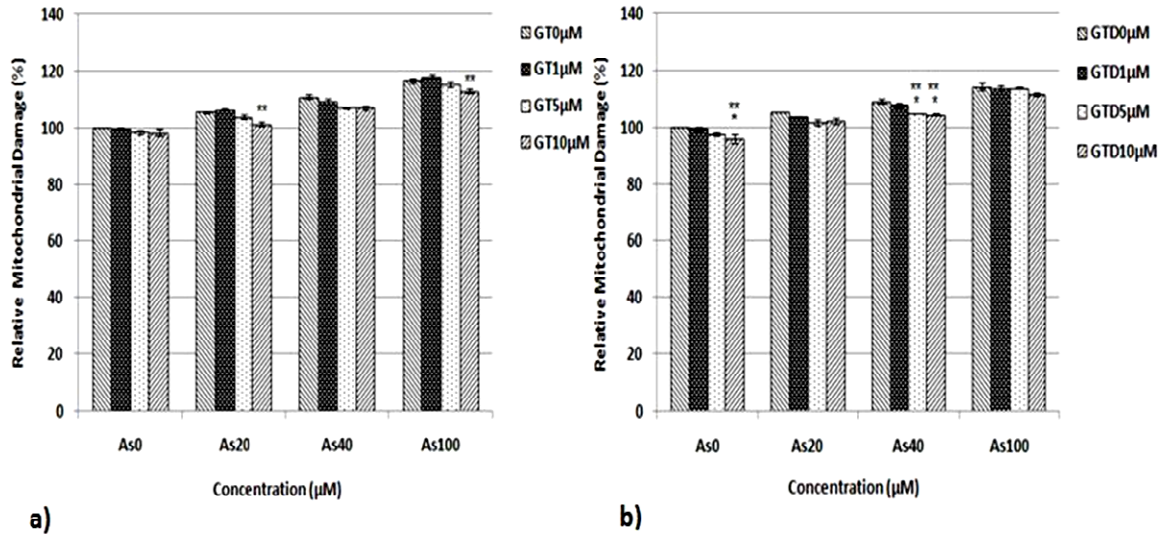 140
120
100
80
60
40
20
0
Relative Mitochondrial Damage (%)
**
**
As0
As20
As40
As100
Concentration (µM)
GT0µM
GT1µM
GT5µM
GT10µM
a)
140
120
100
80
60
40
20
0
Relative Mitochondrial Damage (%)
**
*
**
*
**
*
As0
As20
As40
As100
Concentration (µM)
GTD0µM
GTD1µM
GTD5µM
GTD10µM
b)